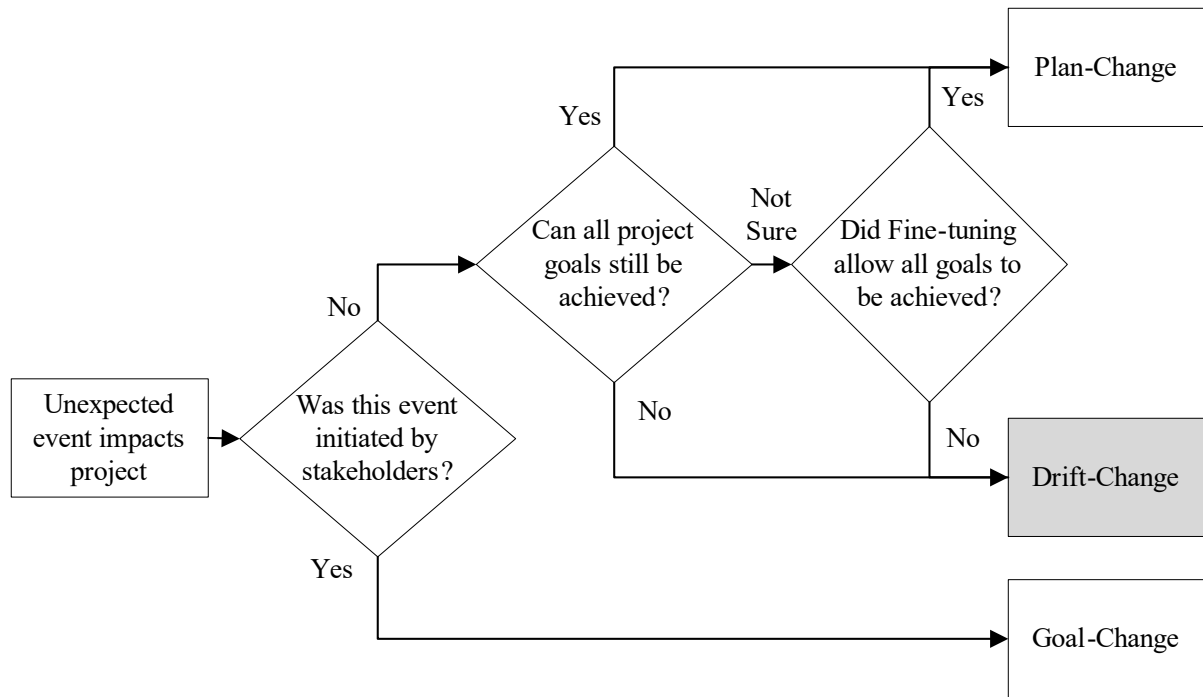 Unexpected
event impacts
project
Was this event
initiated by
stakeholders?
No
Yes
Can all project
goals still be
achieved?
Yes
Not
Sure
No
Did Fine-tuning
allow all goals to
be achieved?
Yes
No
Plan-Change
Drift-Change
Goal-Change